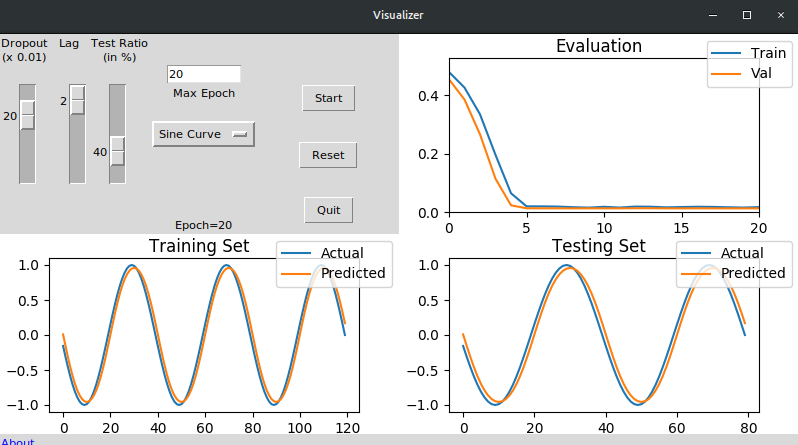 Visualizer
Dropout
(x 0.01)
Lag
Test Ratio
(in %)
20
2
40
20
Max Epoch
Sine Curve
Start
Reset
Quit
Epoch=20
Evaluation
Train
Val
0.4
0.2
0.0
0 5 10 15 20
Training Set
Actual
Predicted
1.0
0.5
0.0
−0.5
−1.0
0 20 40 60 80 100 120
Testing Set
Actual
Predicted
1.0
0.5
0.0
−0.5
−1.0
0 20 40 60 80
About